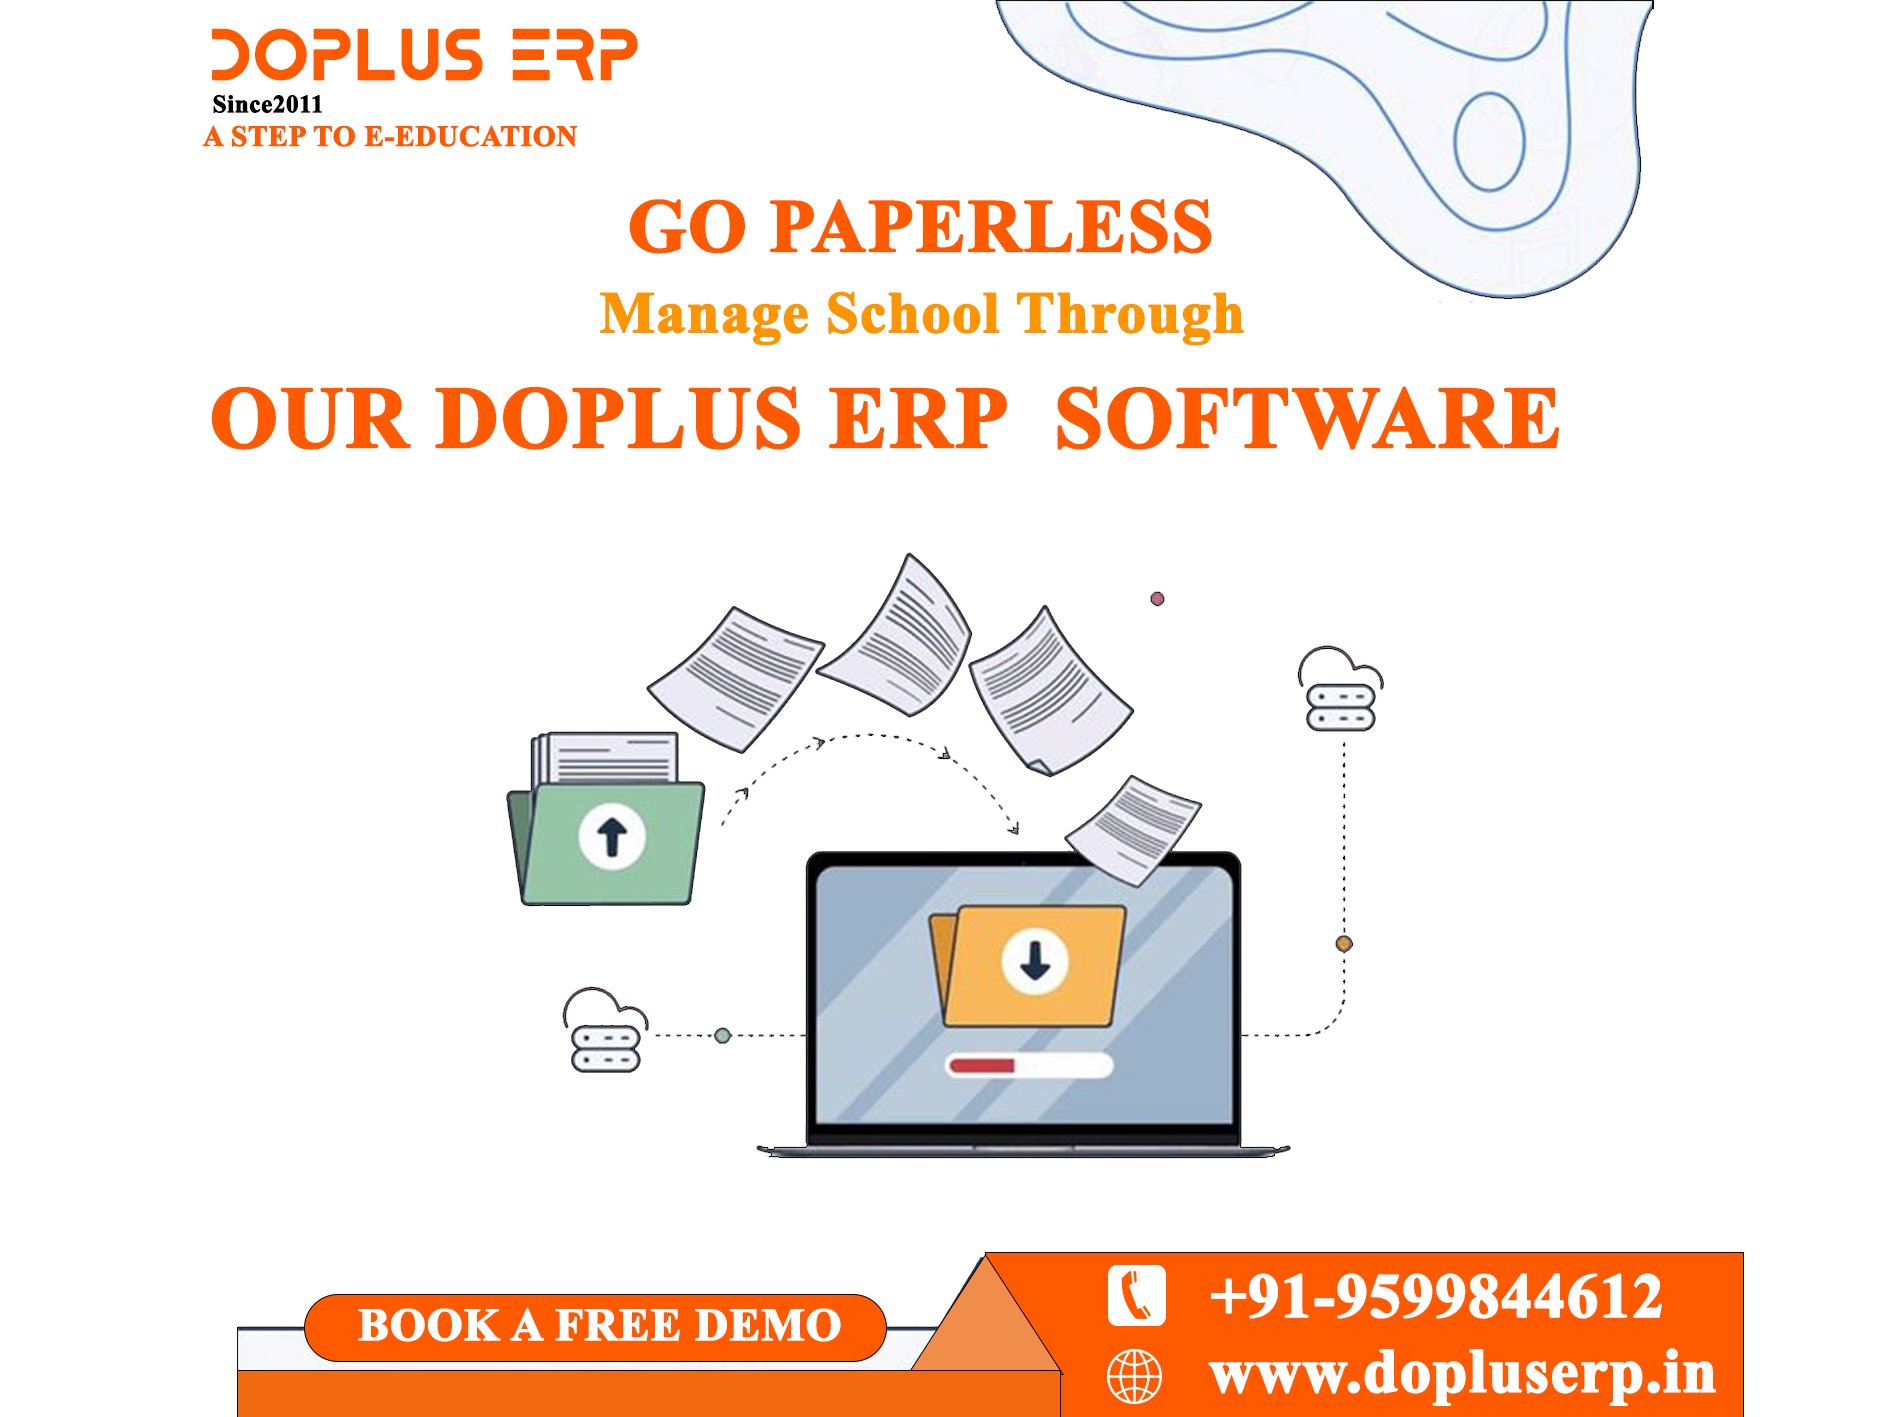 DOPLUS ERP
Since2011
A STEP TO E-EDUCATION
GO PAPERLESS
Manage School Through
OUR DOPLUS ERP SOFTWARE
BOOK A FREE DEMO
+91-9599844612
www.dopluserp.in